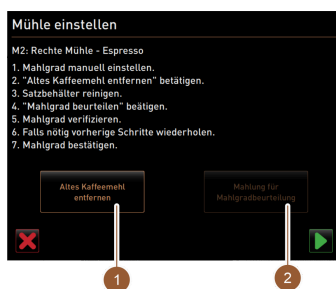 Mühle einstellen
M2: Rechte Mühle - Espresso
1. Mahlgrad manuell einstellen.
2. "Altes Kaffeemehl entfernen" betätigen.
3. Satzbehälter reinigen.
4. "Mahlgrad beurteilen" beätigen.
5. Mahlgrad verifizieren.
6. Falls nötig vorherige Schritte wiederholen.
7. Mahlgrad bestätigen.
Altes Kaffeemehl
entfernen
Mahlung für
Mahlgradbeurteilung
1
2